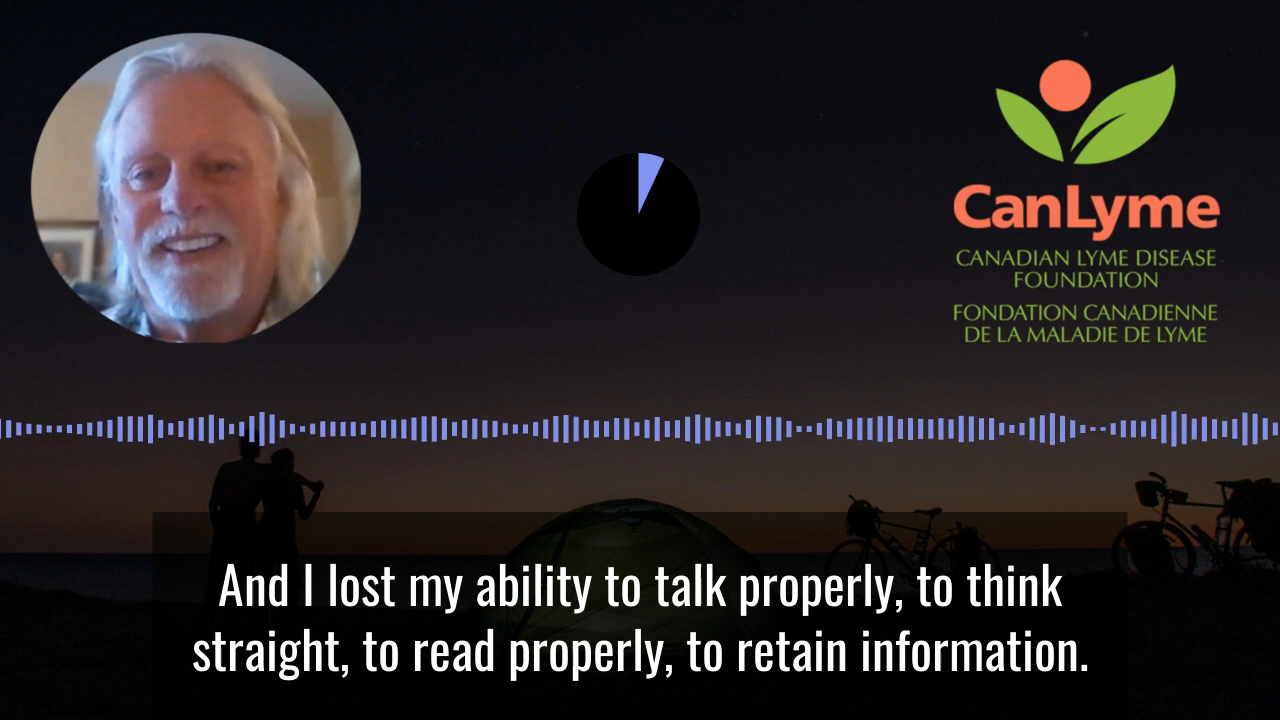 CanLyme
CANADIAN LYME DISEASE
FOUNDATION
FONDATION CANADIENNE
DE LA MALADIE DE LYME
And I lost my ability to talk properly, to think
straight, to read properly, to retain information.